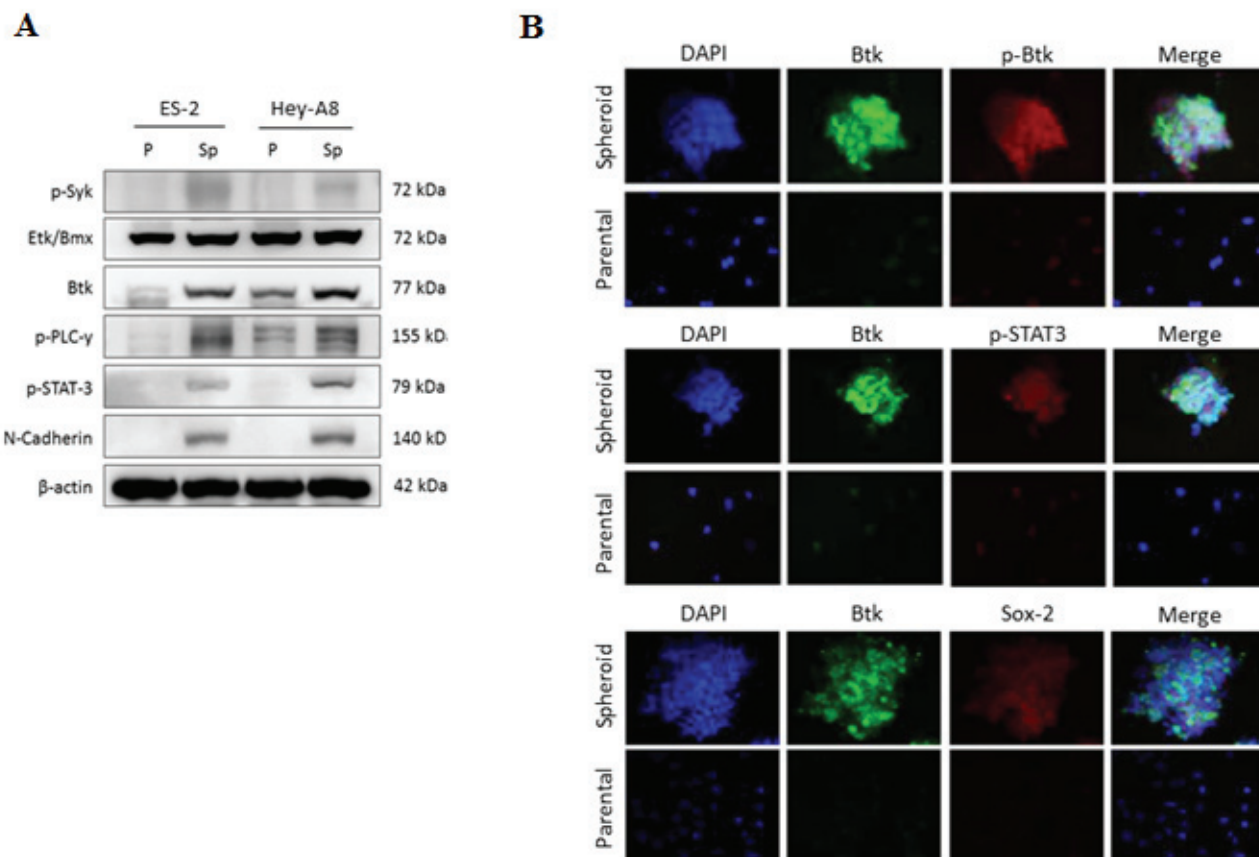 A
ES-2 Hey-A8
P Sp P Sp
p-Syk 72 kDa
Etk/Bmx 72 kDa
Btk 77 kDa
p-PLC-γ 155 kD
p-STAT-3 79 kDa
N-Cadherin 140 kD
β-actin 42 kDa
B
DAPI Btk p-Btk Merge
Spheroid
Parental
DAPI Btk p-STAT3 Merge
Spheroid
Parental
DAPI Btk Sox-2 Merge
Spheroid
Parental